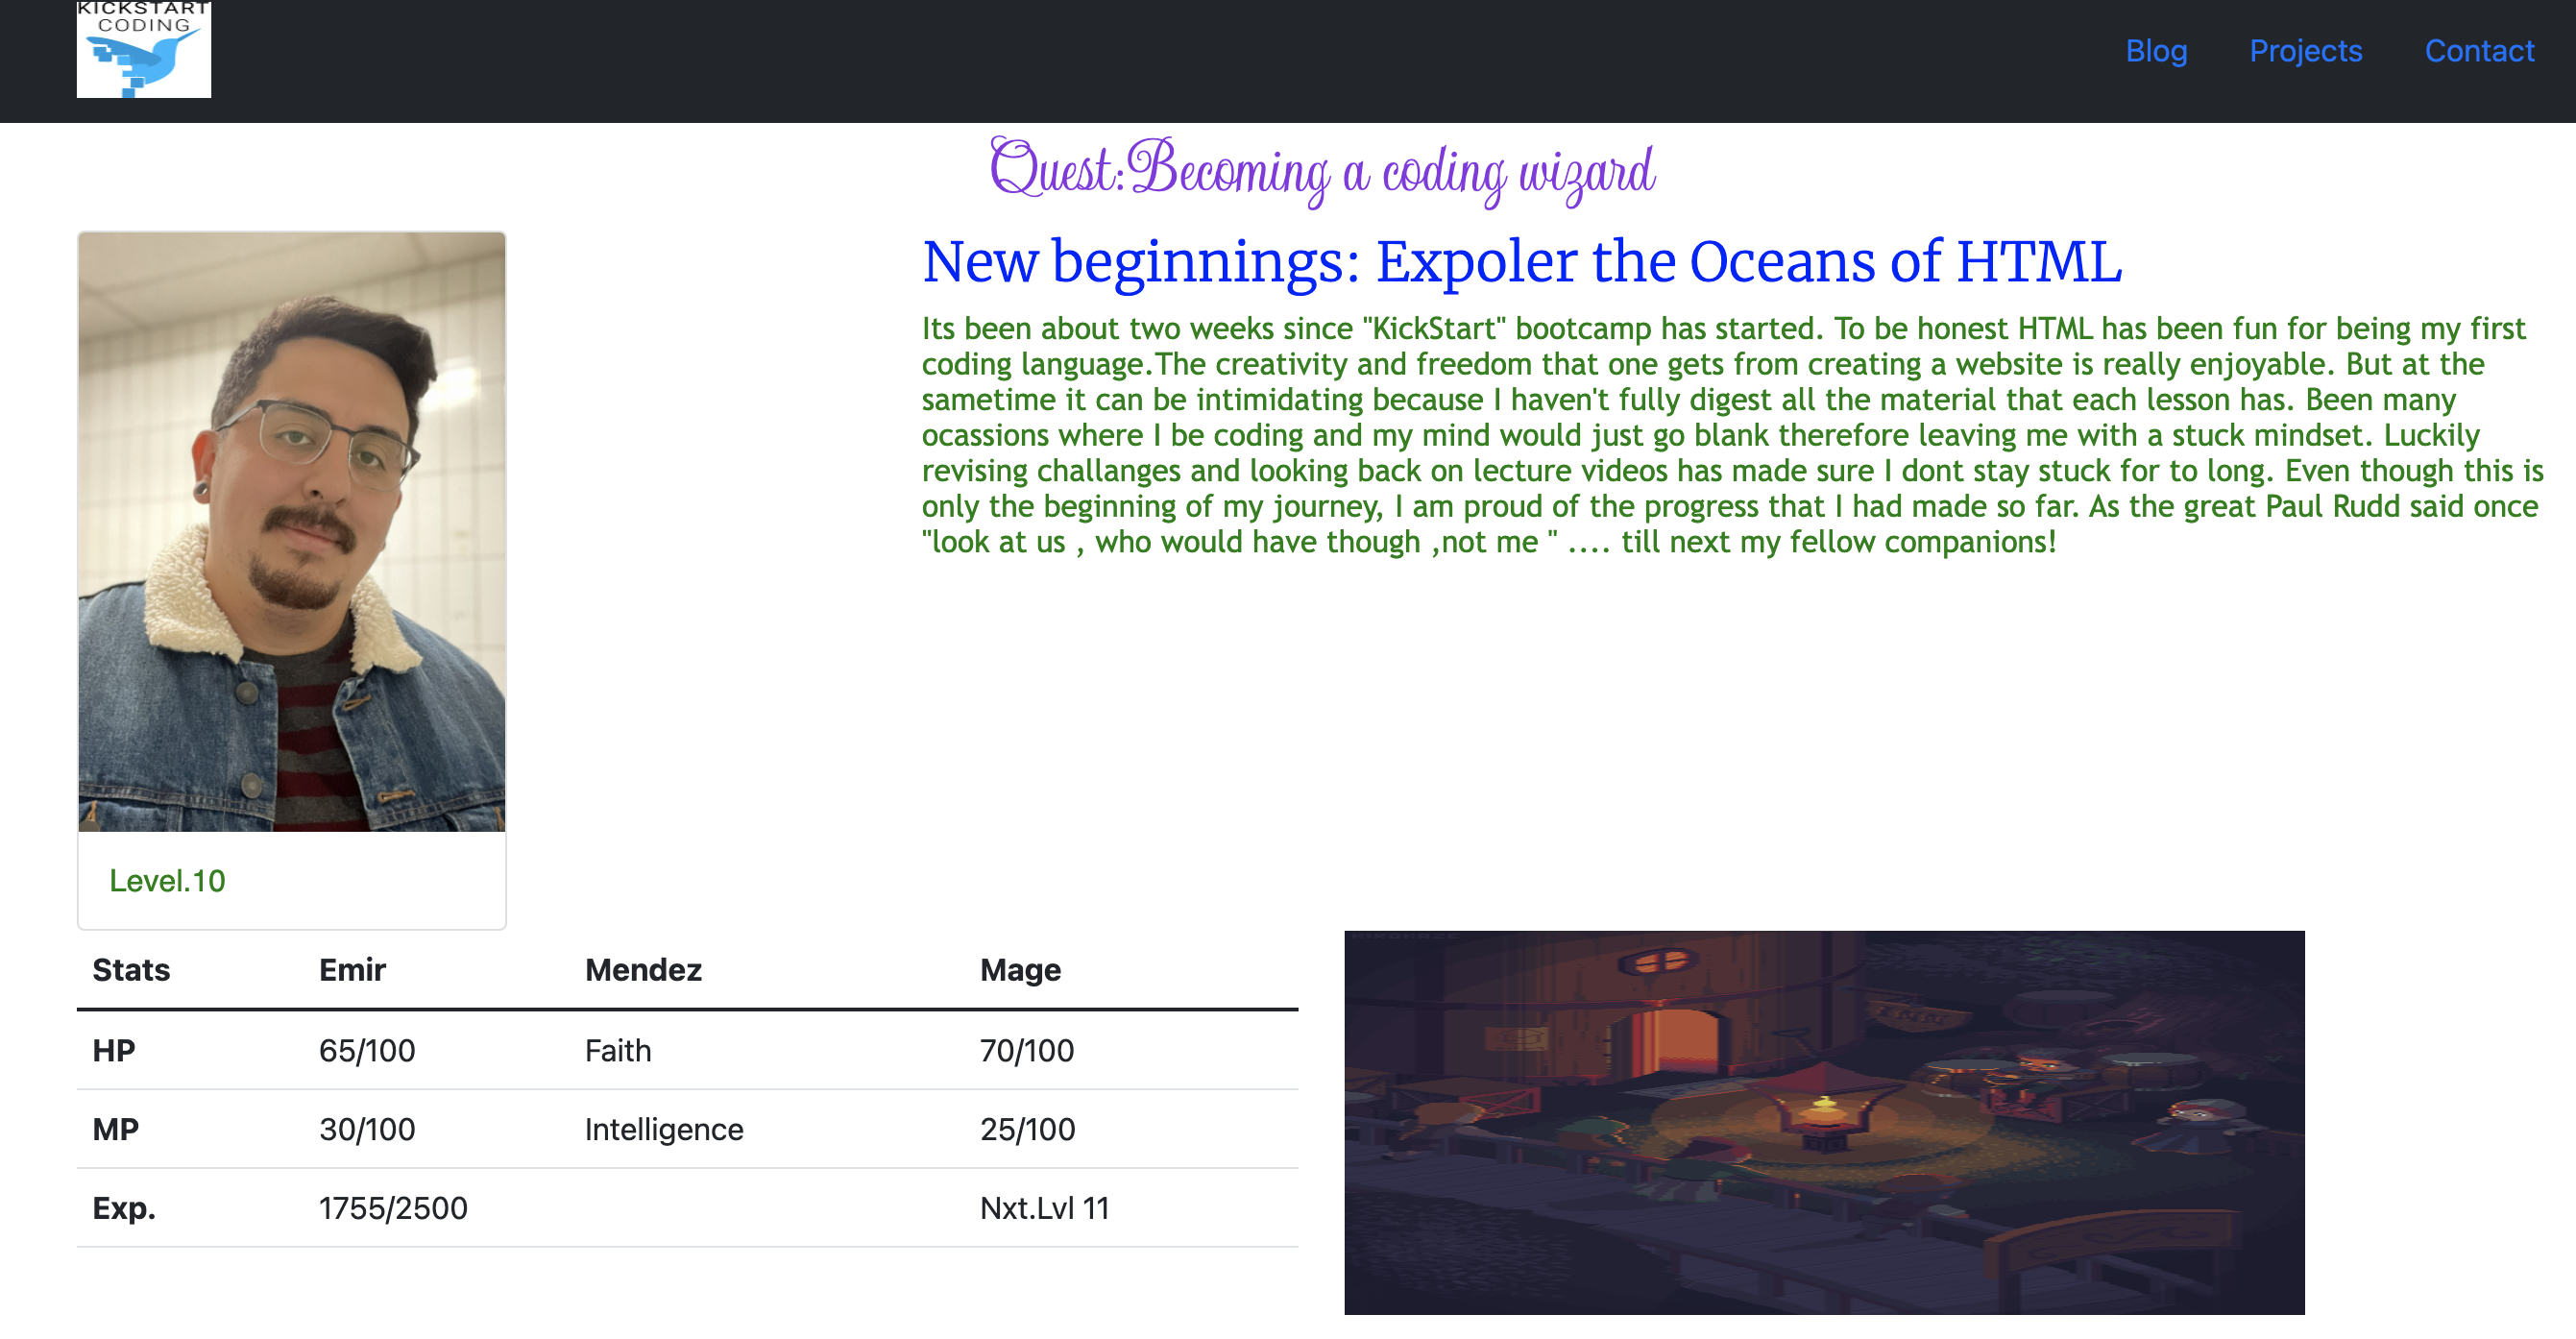 KICKSTART
CODING
Blog Projects Contact
Quest:Becoming a coding wizard
New beginnings: Expoler the Oceans of HTML
Its been about two weeks since "KickStart" bootcamp has started. To be honest HTML has been fun for being my first
coding language.The creativity and freedom that one gets from creating a website is really enjoyable. But at the
sametime it can be intimidating because I haven't fully digest all the material that each lesson has. Been many
ocassions where I be coding and my mind would just go blank therefore leaving me with a stuck mindset. Luckily
revising challanges and looking back on lecture videos has made sure I dont stay stuck for to long. Even though this is
only the beginning of my journey, I am proud of the progress that I had made so far. As the great Paul Rudd said once
"look at us , who would have though ,not me " .... till next my fellow companions!
Level.10
Stats Emir Mendez Mage
HP 65/100 Faith 70/100
MP 30/100 Intelligence 25/100
Exp. 1755/2500 Nxt.Lvl 11